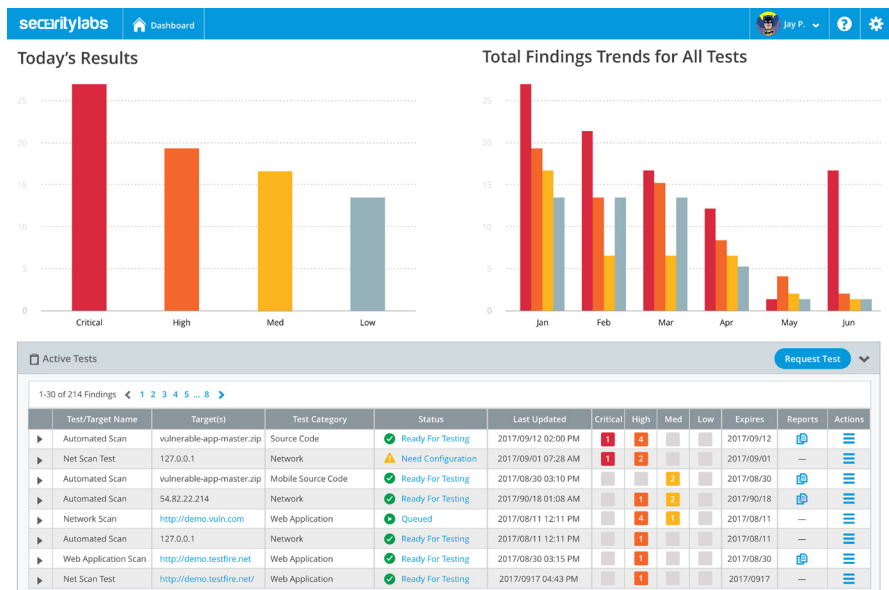 securitylabs Dashboard Jay P. ?
Today's Results
Total Findings Trends for All Tests
25
20
15
10
5
0
Critical High Med Low
25
20
15
10
5
0
Jan Feb Mar Apr May Jun
Active Tests Request Test
1-30 of 214 Findings 1 2 3 4 5 ... 8
Test/Target Name Target(s) Test Category Status Last Updated Critical High Med Low Expires Reports Actions
Automated Scan vulnerable-app-master.zip Source Code Ready For Testing 2017/09/12 02:00 PM 1 4 2017/09/12
Net Scan Test 127.0.0.1 Network Need Configuration 2017/09/01 07:28 AM 1 2 2017/09/01 —
Automated Scan vulnerable-app-master.zip Mobile Source Code Ready For Testing 2017/08/30 03:10 PM 2 2017/08/30
Automated Scan 54.82.22.214 Network Ready For Testing 2017/90/18 01:08 AM 1 2 2017/90/18
Network Scan http://demo.vuin.com Web Application Queued 2017/08/11 12:11 PM 4 1 2017/08/11 —
Automated Scan 127.0.0.1 Network Ready For Testing 2017/08/11 12:11 PM 1 2017/08/11 —
Web Application Scan http://demo.testfire.net Web Application Ready For Testing 2017/08/30 03:15 PM 1 2017/08/30
Net Scan Test http://demo.testfire.net/ Web Application Ready For Testing 2017/0917 04:43 PM 1 2017/0917 —